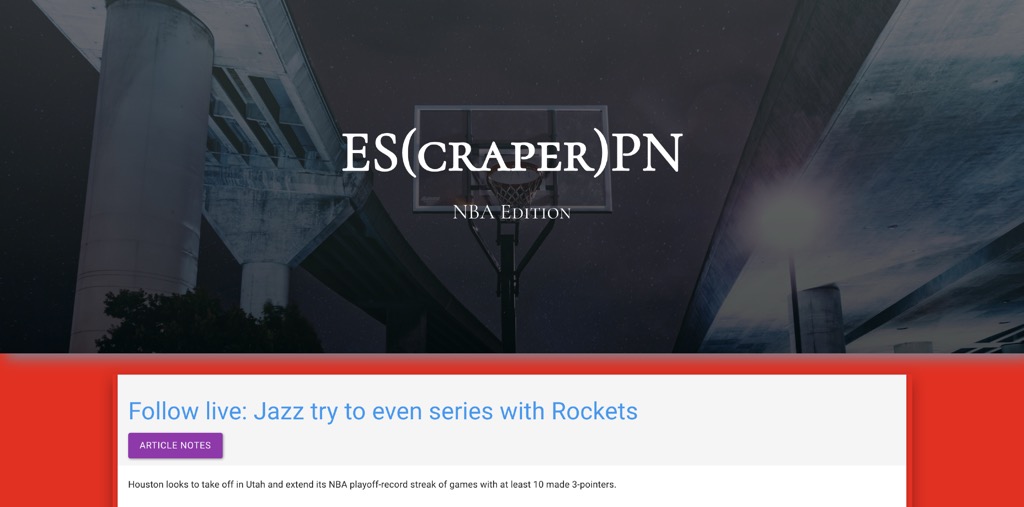 ES(CRAPER)PN
NBA Edition
Follow live: Jazz try to even series with Rockets
ARTICLE NOTES
Houston looks to take off in Utah and extend its NBA playoff-record streak of games with at least 10 made 3-pointers.